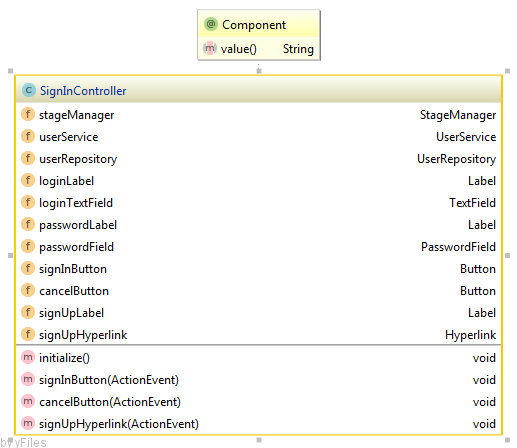 @ Component
m value() String
C SignInController
f stageManager StageManager
f userService UserService
f userRepository UserRepository
f loginLabel Label
f loginTextField TextField
f passwordLabel Label
f passwordField PasswordField
f signInButton Button
f cancelButton Button
f signUpLabel Label
f signUpHyperlink Hyperlink
m initialize() void
m signInButton(ActionEvent) void
m cancelButton(ActionEvent) void
m signUpHyperlink(ActionEvent) void
by yFiles